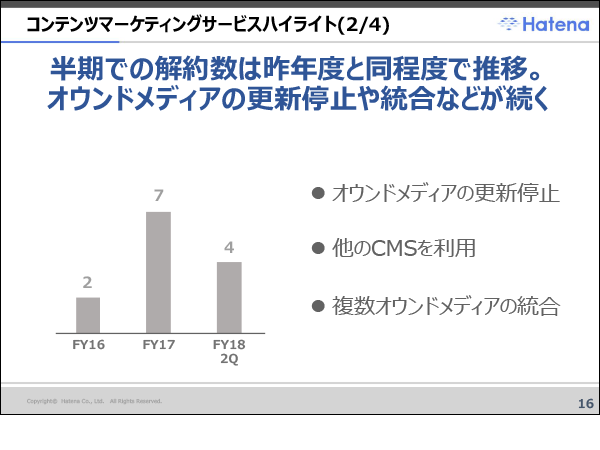 コンテンツマーケティングサービスハイライト(2/4)
Hatena
半期での解約数は昨年度と同程度で推移。
オウンドメディアの更新停止や統合などが続く
2
7
4
FY16
FY17
FY18
2Q
● オウンドメディアの更新停止
● 他のCMSを利用
● 複数オウンドメディアの統合
Copyright© Hatena Co., Ltd. All Rights Reserved.
16